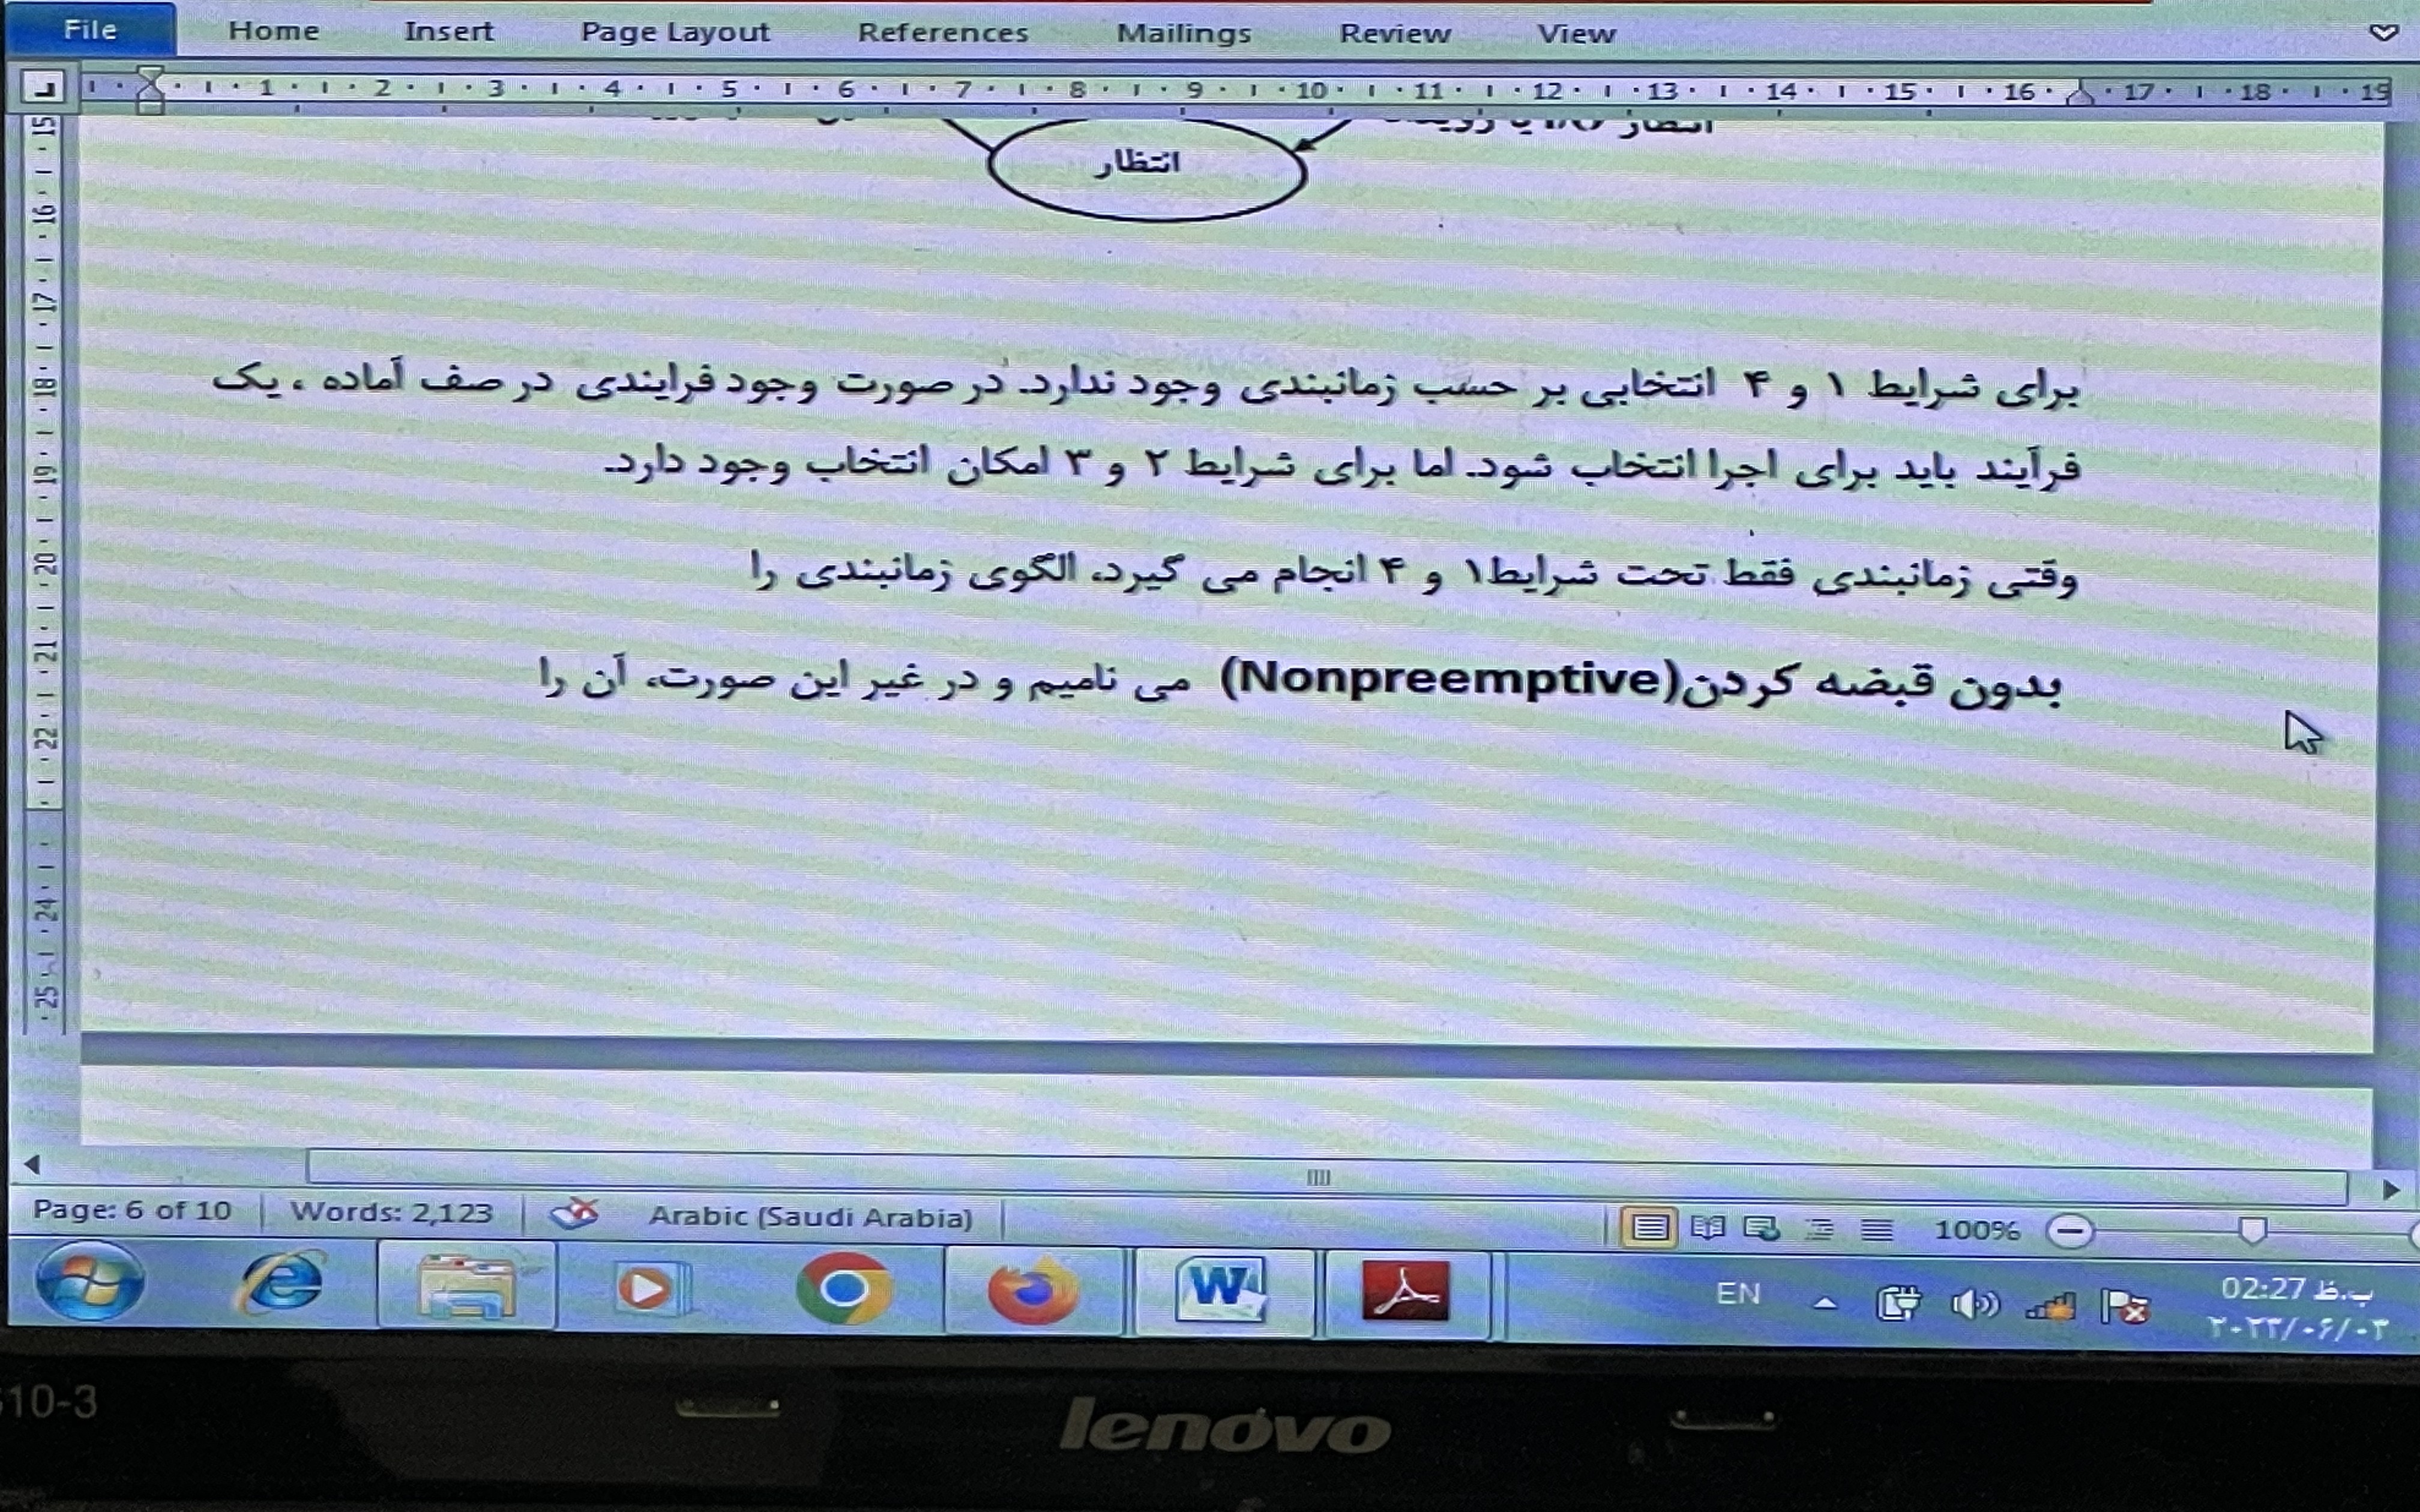 File Home Insert Page Layout References Mailings Review View
1 2 3 4 5 6 7 8 9 10 11 12 13 14 15 16 17 18 19
15
16
17
18
19
20
21
22
24
25
انتظار I/O یا رویداد
انتظار
برای شرایط ۱ و ۴ انتخابی بر حسب زمانبندی وجود ندارد. در صورت وجود فرایندی در صف آماده ، یک
فرآیند باید برای اجرا انتخاب شود. اما برای شرایط ۲ و ۳ امکان انتخاب وجود دارد.
وقتی زمانبندی فقط تحت شرایط۱ و ۴ انجام می گیرد، الگوی زمانبندی را
بدون قبضه کردن(Nonpreemptive) می نامیم و در غیر این صورت، آن را
Page: 6 of 10 Words: 2,123 Arabic (Saudi Arabia) 100%
EN 02:27 ب.ظ
۲۰۲۳/۰۶/۰۳
10-3
lenovo